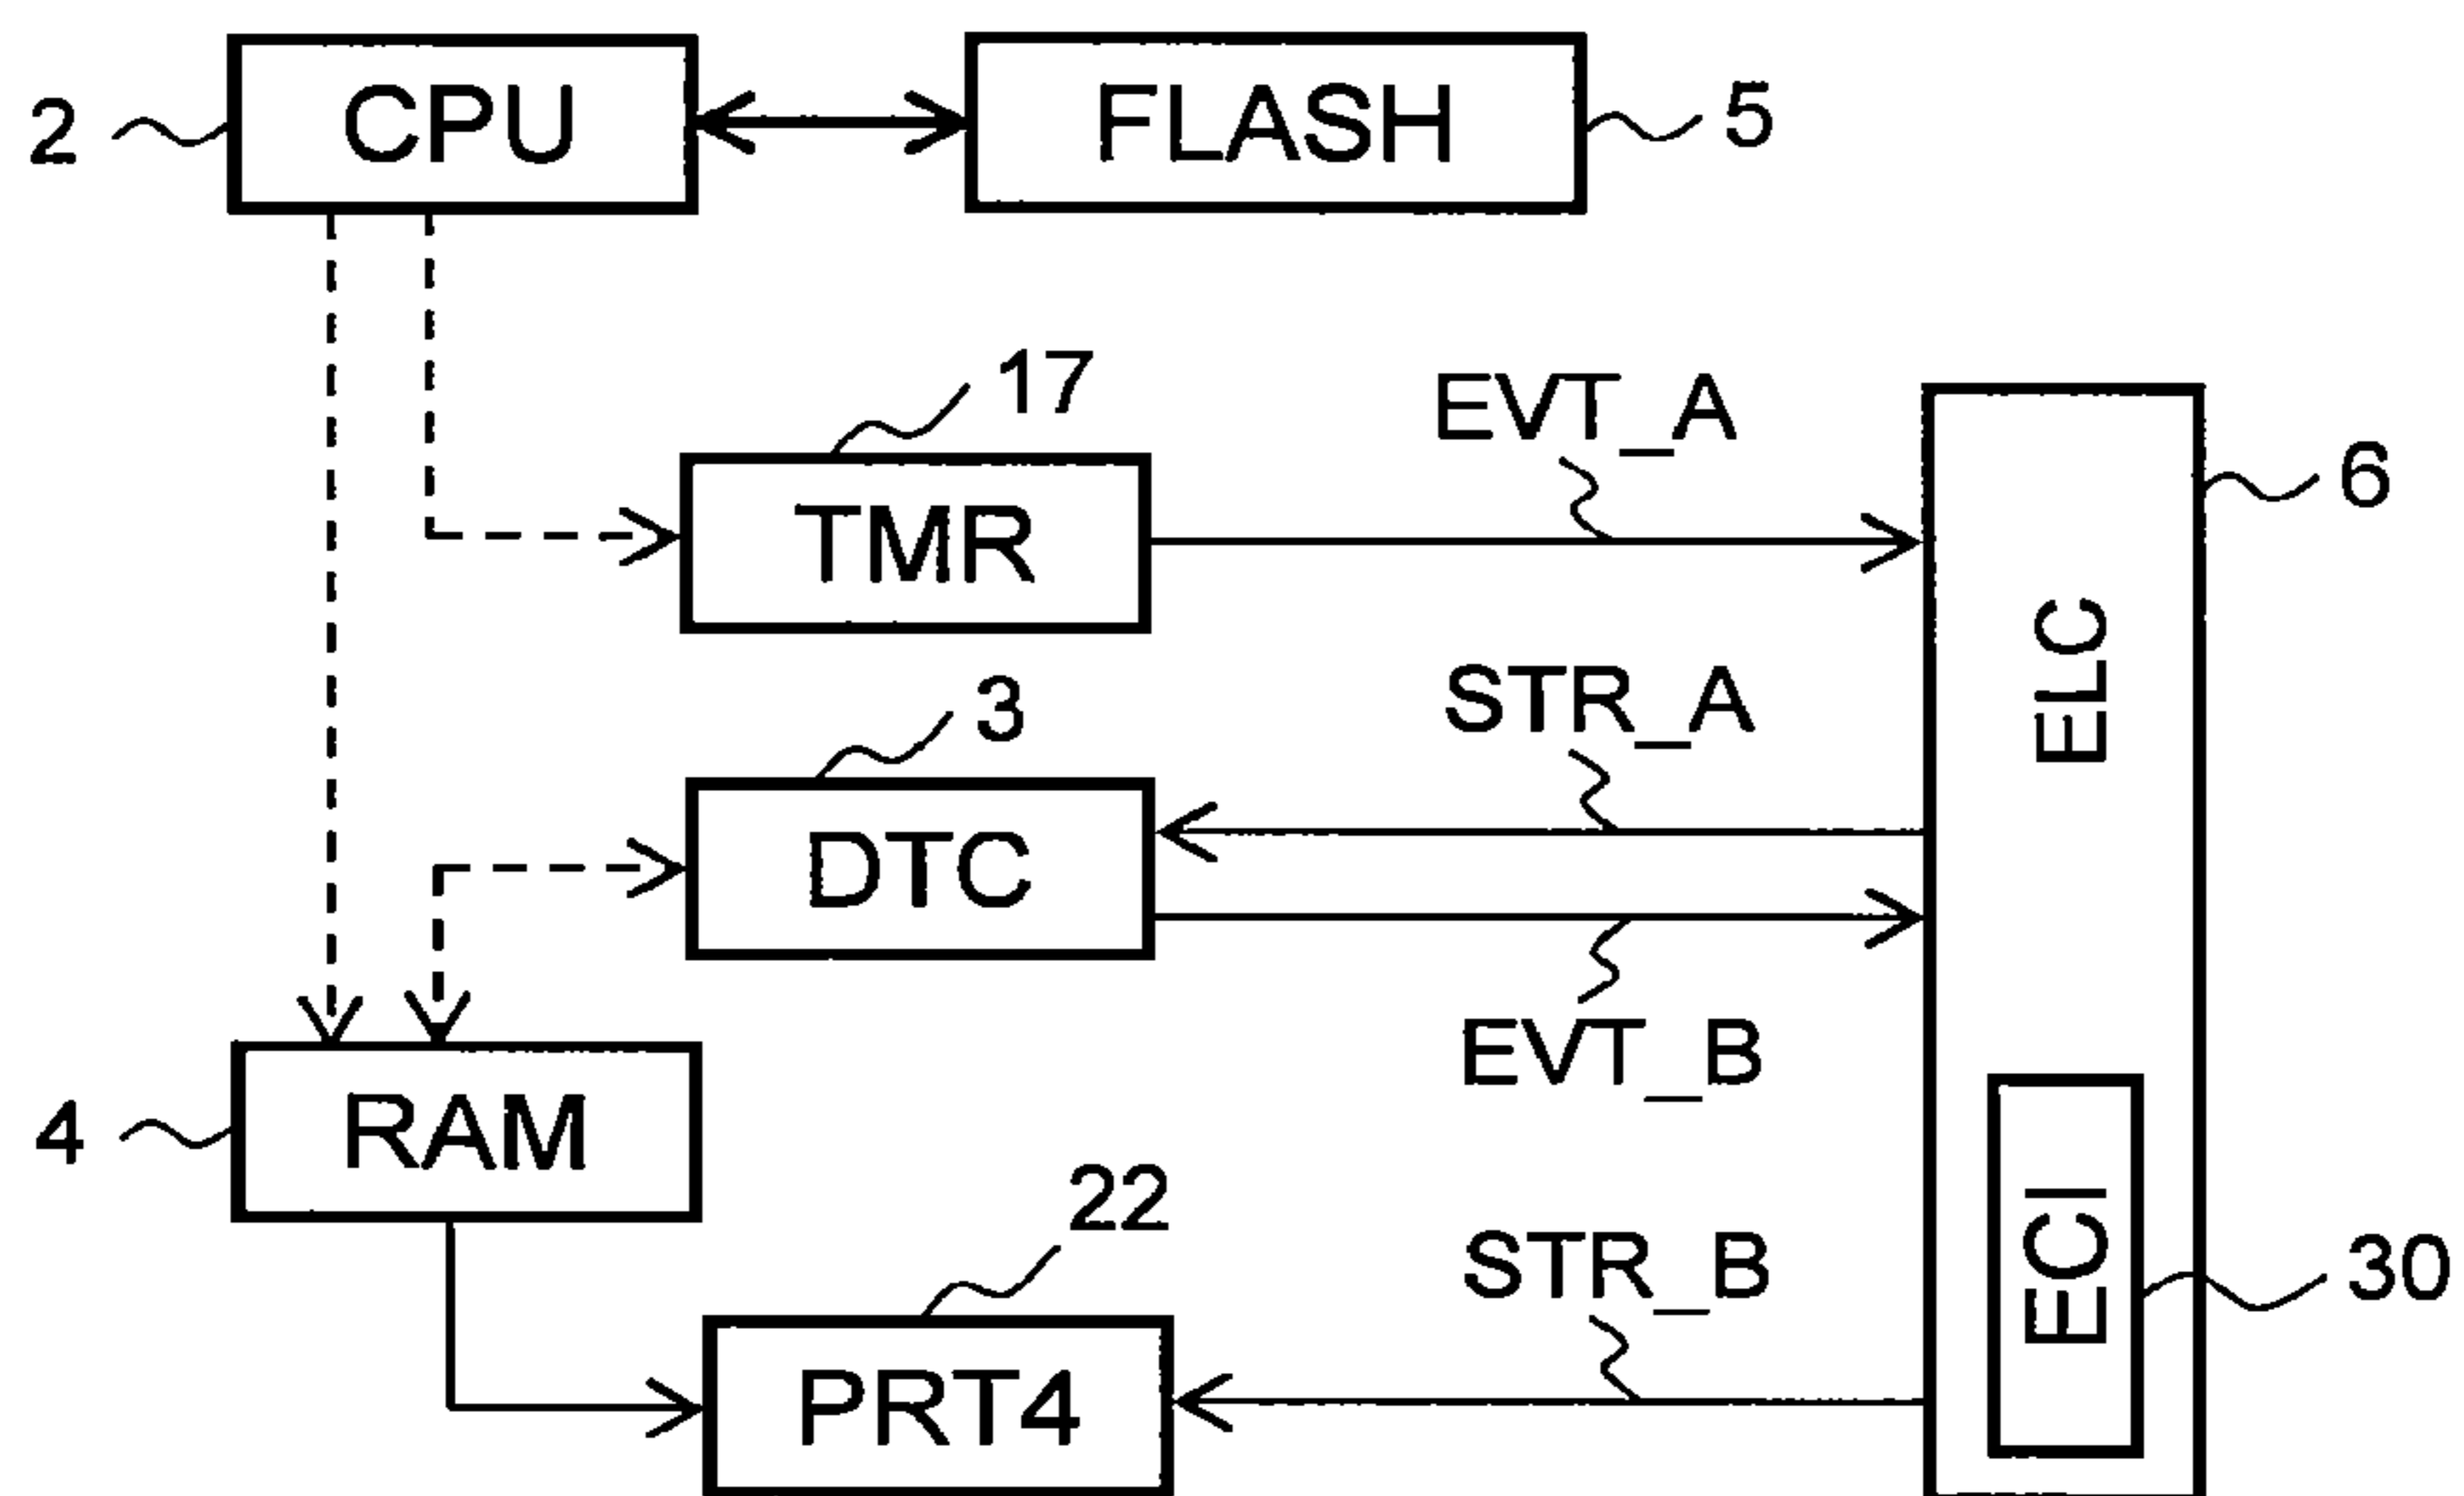 2
CPU
FLASH
5
17
EVT_A
6
TMR
ELC
STR_A
3
DTC
EVT_B
4
RAM
22
STR_B
ECI
30
PRT4